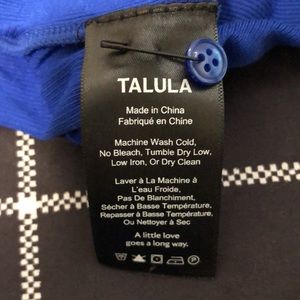 TALULA
Made in China
Fabriqué en Chine
Machine Wash Cold,
No Bleach, Tumble Dry Low,
Low Iron, Or Dry Clean
Laver à La Machine à
L'eau Froide,
Pas De Blanchiment,
Sécher à Basse Température,
Repasser à Basse Température,
Ou Nettoyer à Sec
A little love
goes a long way.